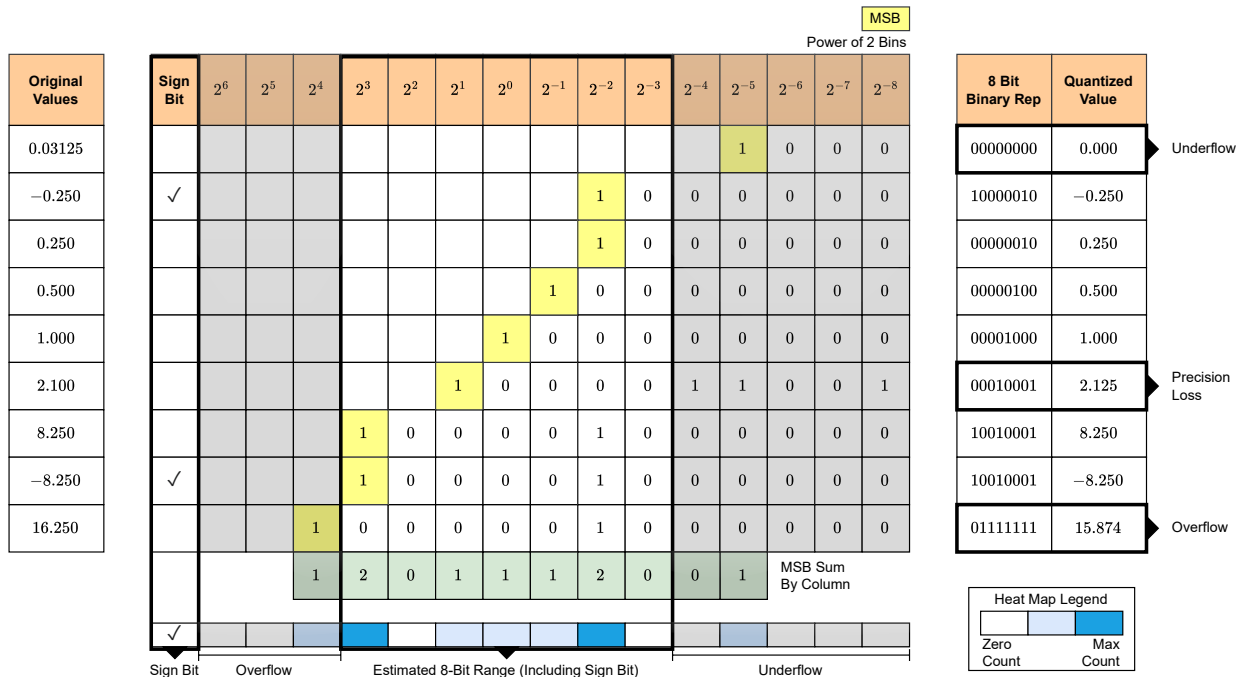 MSB
Power of 2 Bins
Original Values
Sign Bit
2^6 2^5 2^4 2^3 2^2 2^1 2^0 2^-1 2^-2 2^-3 2^-4 2^-5 2^-6 2^-7 2^-8
8 Bit Binary Rep
Quantized Value
0.03125 1 0 0 0 00000000 0.000 Underflow
−0.250 ✓ 1 0 0 0 0 0 0 10000010 −0.250
0.250 1 0 0 0 0 0 0 00000010 0.250
0.500 1 0 0 0 0 0 0 0 00000100 0.500
1.000 1 0 0 0 0 0 0 0 0 00001000 1.000
2.100 1 0 0 0 0 1 1 0 0 1 00010001 2.125 Precision Loss
8.250 1 0 0 0 0 1 0 0 0 0 0 0 10010001 8.250
−8.250 ✓ 1 0 0 0 0 1 0 0 0 0 0 0 10010001 −8.250
16.250 1 0 0 0 0 0 1 0 0 0 0 0 0 01111111 15.874 Overflow
1 2 0 1 1 1 2 0 0 1 MSB Sum By Column
✓
Sign Bit
Overflow
Estimated 8-Bit Range (Including Sign Bit)
Underflow
Heat Map Legend
Zero Count
Max Count